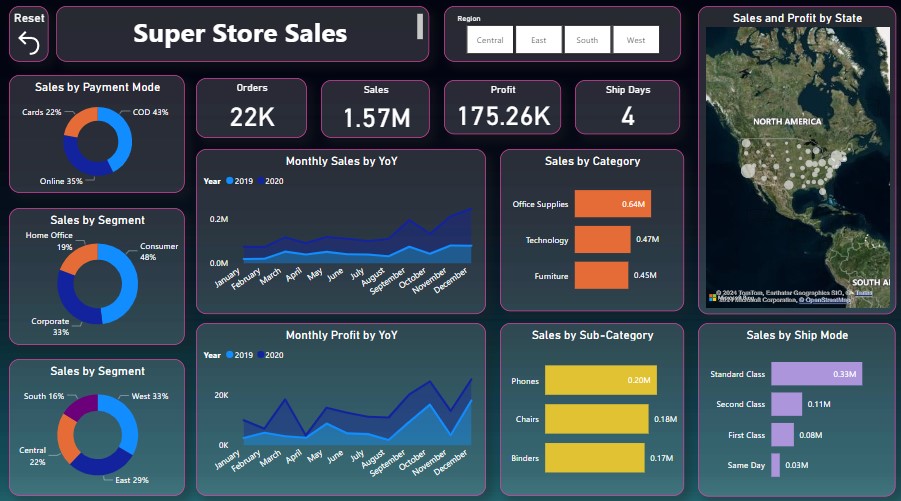 Reset
Super Store Sales
Region
Central
East
South
West
Sales and Profit by State
NORTH AMERICA
SOUTH A
© 2024 TomTom, Earthstar Geographics SIO, ©
© OpenStreetMap
Sales by Payment Mode
Cards 22%
COD 43%
Online 35%
Orders
22K
Sales
1.57M
Profit
175.26K
Ship Days
4
Sales by Segment
Home Office
19%
Consumer
48%
Corporate
33%
Monthly Sales by YoY
Year 2019 2020
0.2M
0.0M
January
February
March
April
May
June
July
August
September
October
November
December
Sales by Category
Office Supplies 0.64M
Technology 0.47M
Furniture 0.45M
Sales by Segment
South 16%
West 33%
Central
22%
East 29%
Monthly Profit by YoY
Year 2019 2020
20K
0K
January
February
March
April
May
June
July
August
September
October
November
December
Sales by Sub-Category
Phones 0.20M
Chairs 0.18M
Binders 0.17M
Sales by Ship Mode
Standard Class 0.33M
Second Class 0.11M
First Class 0.08M
Same Day 0.03M